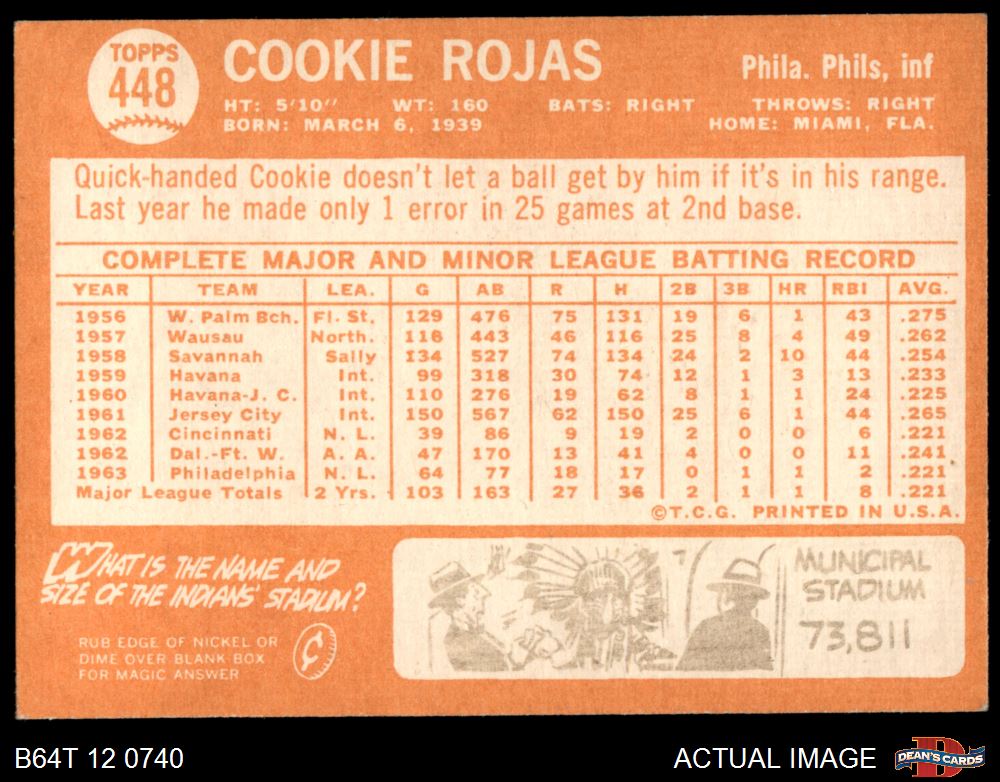 TOPPS
448
COOKIE ROJAS
Phila. Phils, inf
HT: 5'10" WT: 160 BATS: RIGHT THROWS: RIGHT
BORN: MARCH 6, 1939 HOME: MIAMI, FLA.
Quick-handed Cookie doesn't let a ball get by him if it's in his range.
Last year he made only 1 error in 25 games at 2nd base.
COMPLETE MAJOR AND MINOR LEAGUE BATTING RECORD
YEAR TEAM LEA. G AB R H 2B 3B HR RBI AVG.
1956 W. Palm Bch. Fl. St. 129 476 75 131 19 6 1 43 .275
1957 Wausau North. 118 443 46 116 25 8 4 49 .262
1958 Savannah Sally 134 527 74 134 24 2 10 44 .254
1959 Havana Int. 99 318 30 74 12 1 3 13 .233
1960 Havana-J. C. Int. 110 276 19 62 8 1 1 24 .225
1961 Jersey City Int. 150 567 62 150 25 6 1 44 .265
1962 Cincinnati N. L. 39 86 9 19 2 0 0 6 .221
1962 Dal.-Ft. W. A. A. 47 170 13 41 4 0 0 11 .241
1963 Philadelphia N. L. 64 77 18 17 0 1 1 2 .221
Major League Totals 2 Yrs. 103 163 27 36 2 1 1 8 .221
©T.C.G. PRINTED IN U.S.A.
WHAT IS THE NAME AND
SIZE OF THE INDIANS' STADIUM?
RUB EDGE OF NICKEL OR
DIME OVER BLANK BOX
FOR MAGIC ANSWER
¢
7
MUNICIPAL
STADIUM
73,811
B64T 12 0740
ACTUAL IMAGE
D
DEAN'S CARDS